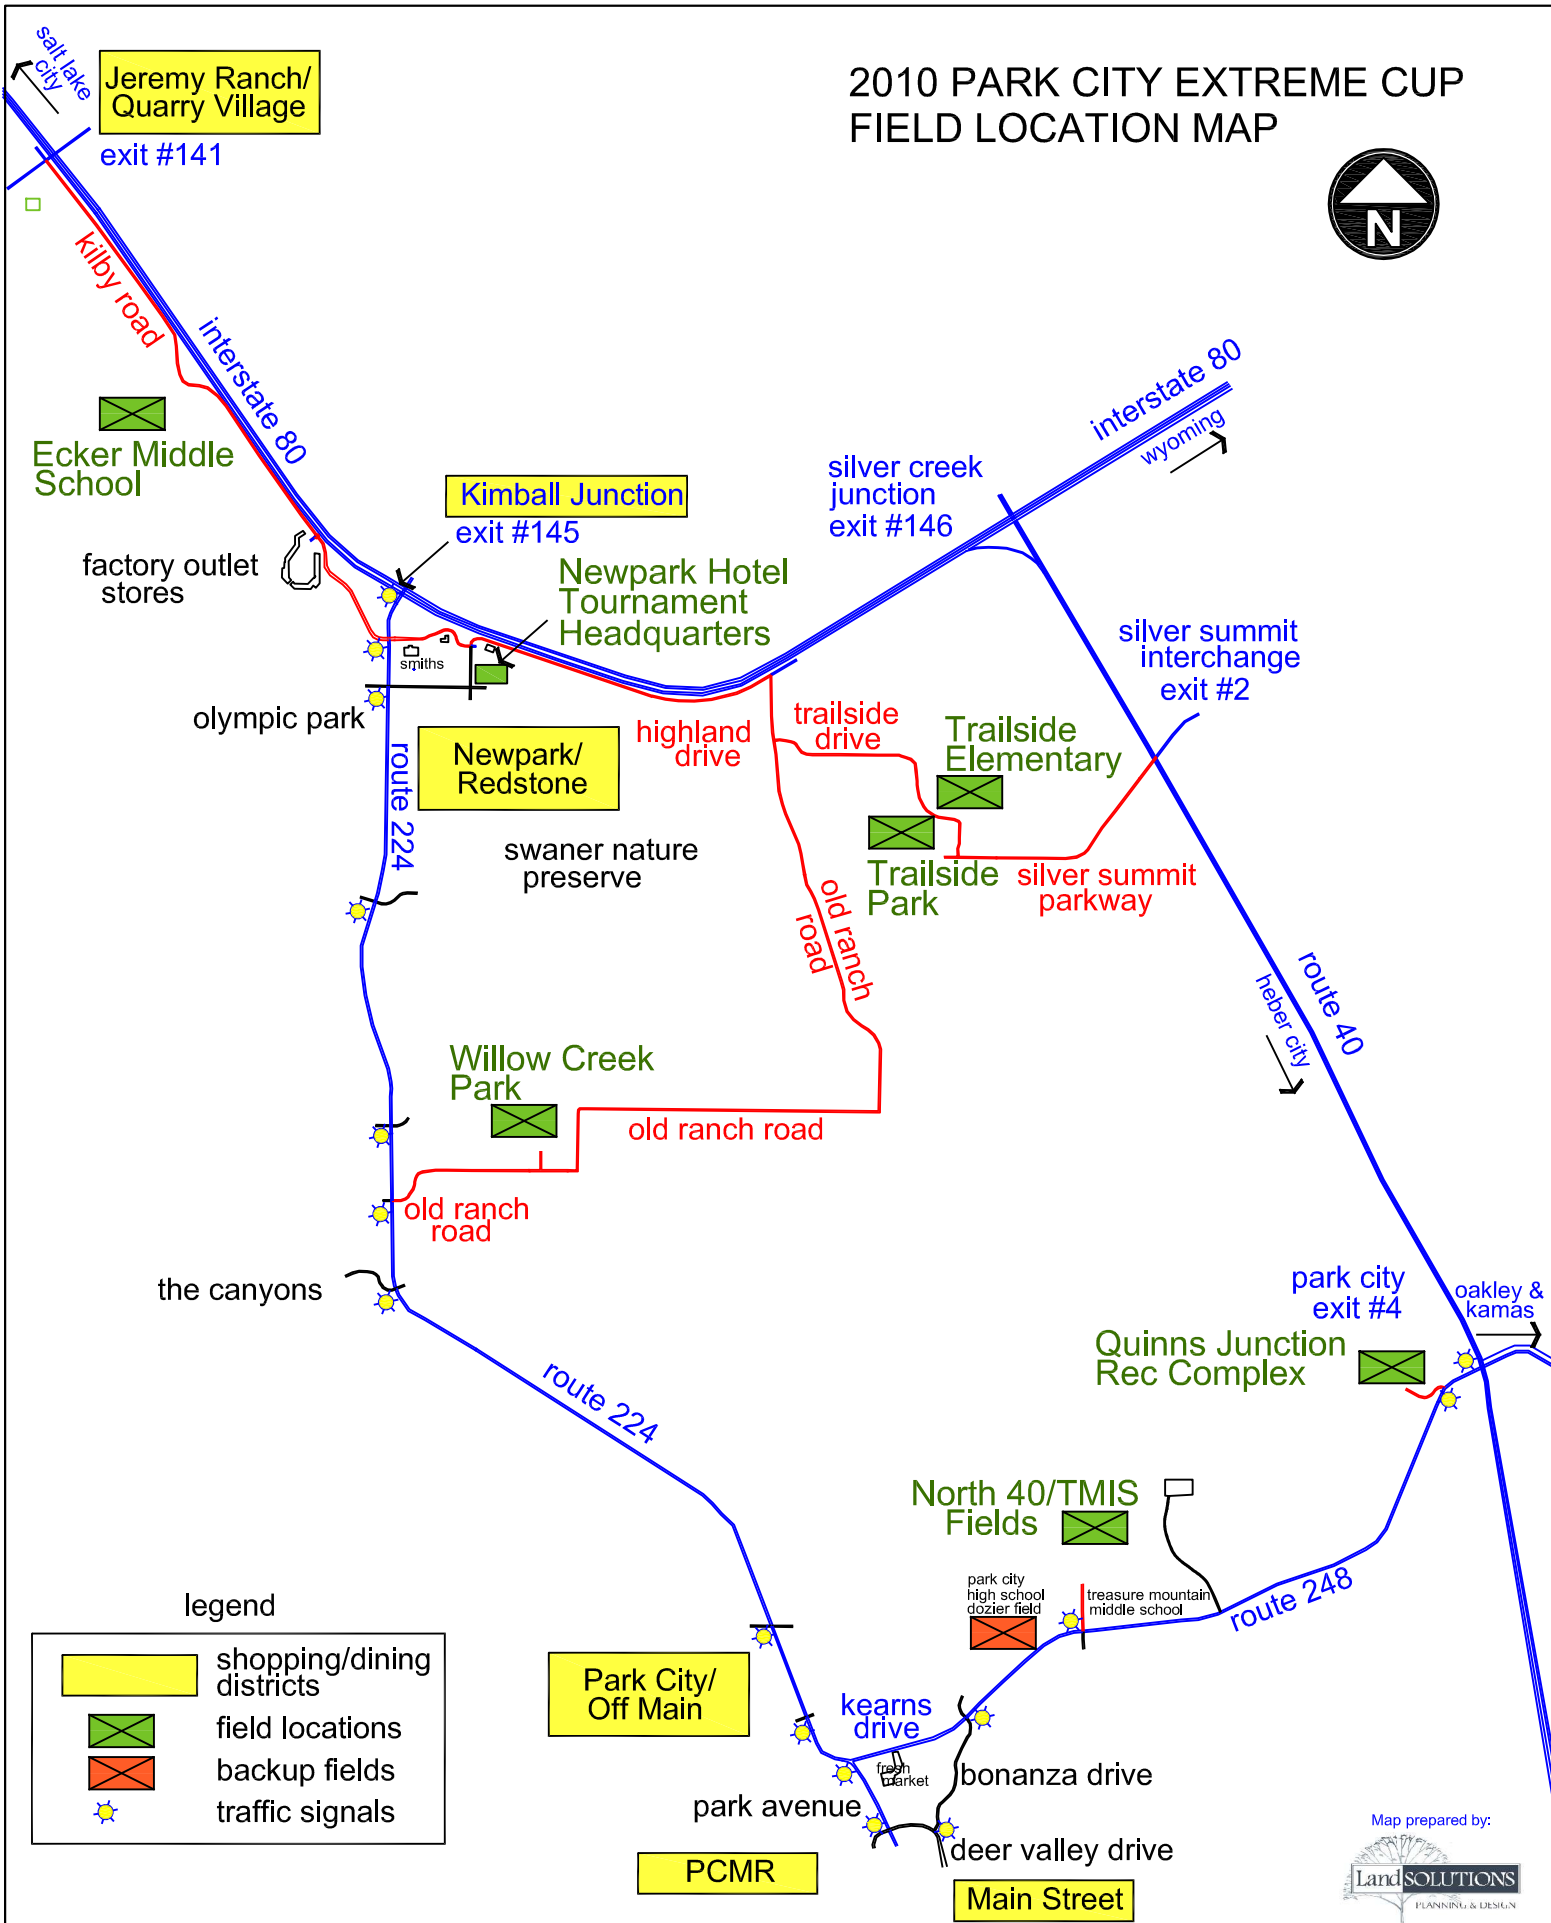 2010 PARK CITY EXTREME CUP
FIELD LOCATION MAP
N
salt lake
city
Jeremy Ranch/
Quarry Village
exit #141
kilby road
interstate 80
Ecker Middle
School
factory outlet
stores
Kimball Junction
exit #145
Newpark Hotel
Tournament
Headquarters
smiths
olympic park
route 224
Newpark/
Redstone
swaner nature
preserve
interstate 80
wyoming
silver creek
junction
exit #146
silver summit
interchange
exit #2
highland
drive
trailside
drive
Trailside
Elementary
Trailside
Park
silver summit
parkway
old ranch
road
route 40
heber city
Willow Creek
Park
old ranch road
old ranch
road
the canyons
route 224
park city
exit #4
oakley &
kamas
Quinns Junction
Rec Complex
North 40/TMIS
Fields
park city
high school
dozier field
treasure mountain
middle school
route 248
legend
shopping/dining
districts
field locations
backup fields
traffic signals
Park City/
Off Main
kearns
drive
fresh
market
bonanza drive
park avenue
deer valley drive
PCMR
Main Street
Map prepared by:
LandSOLUTIONS
PLANNING & DESIGN